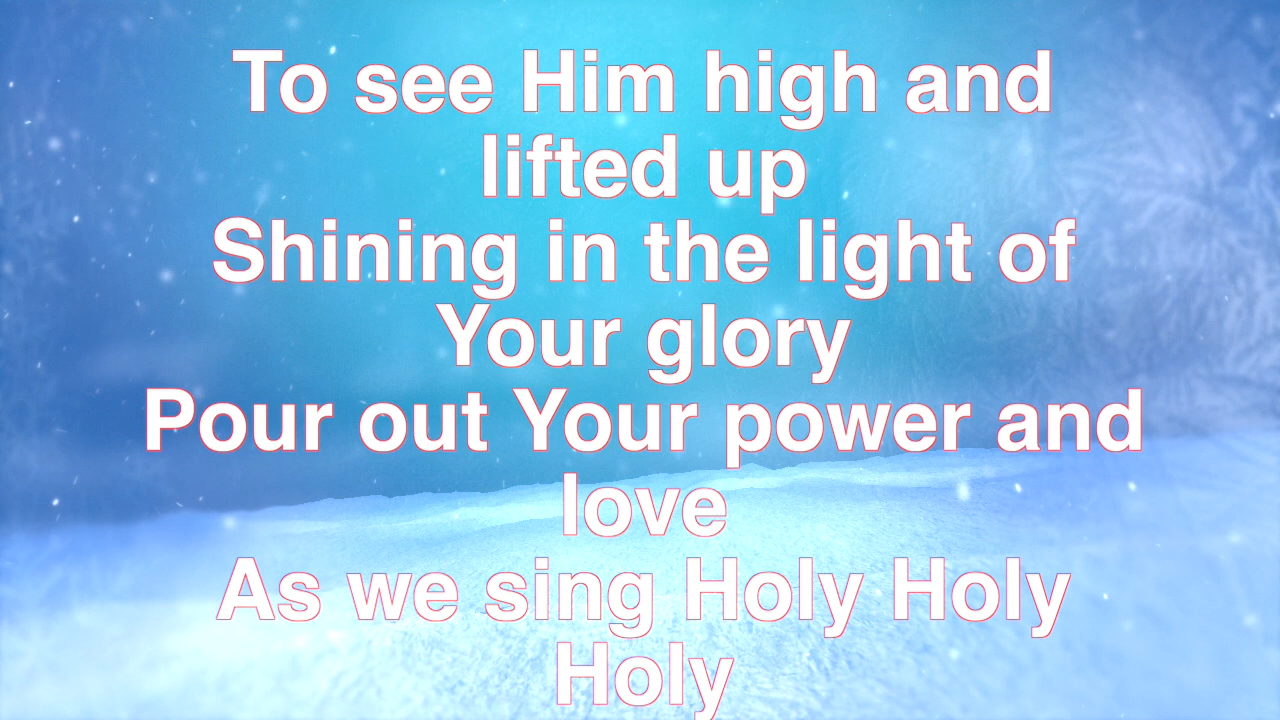 To see Him high and
lifted up
Shining in the light of
Your glory
Pour out Your power and
love
As we sing Holy Holy
Holy